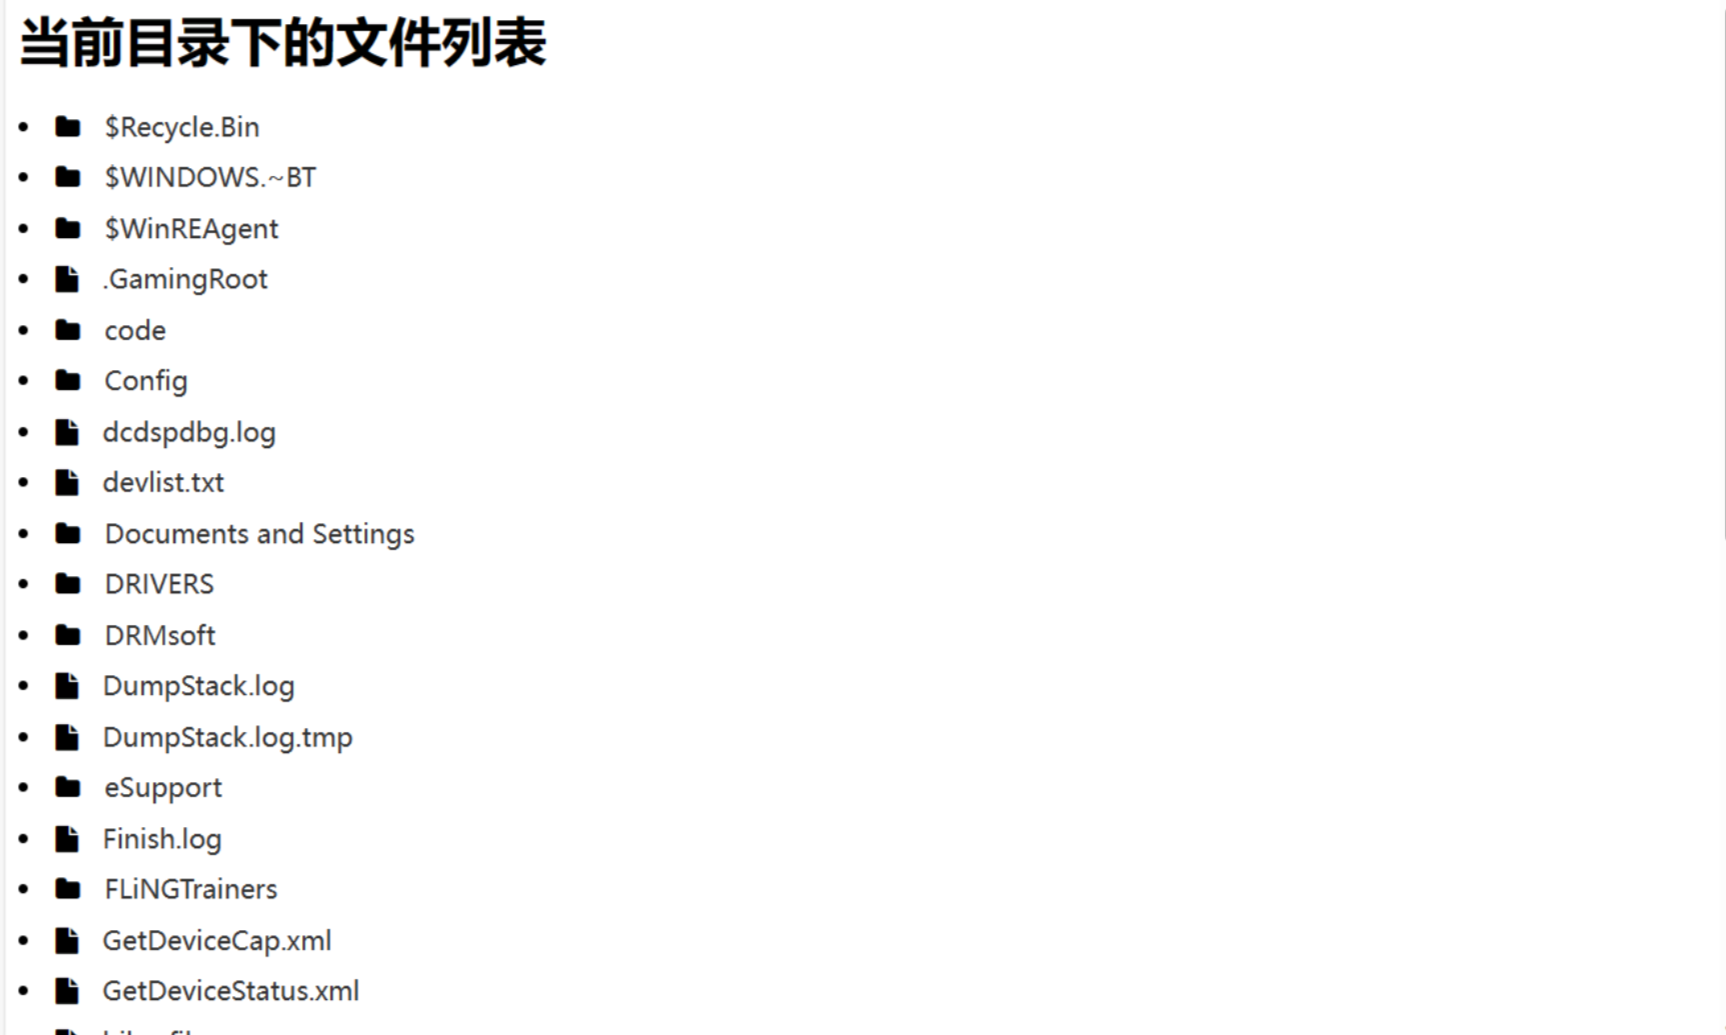 当前目录下的文件列表
$Recycle.Bin
$WINDOWS.~BT
$WinREAgent
.GamingRoot
code
Config
dcdspdbg.log
devlist.txt
Documents and Settings
DRIVERS
DRMsoft
DumpStack.log
DumpStack.log.tmp
eSupport
Finish.log
FLiNGTrainers
GetDeviceCap.xml
GetDeviceStatus.xml